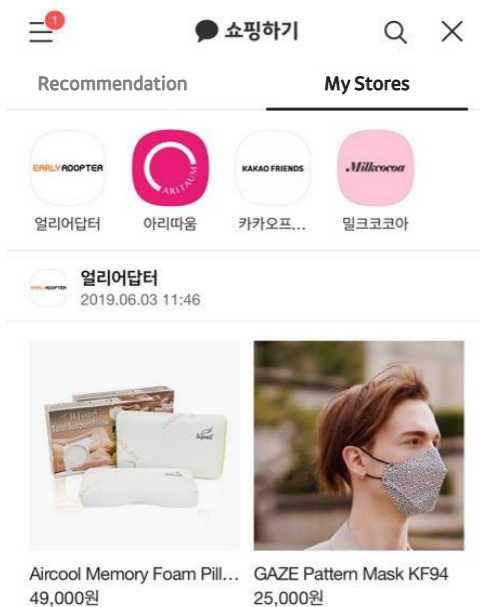 1
쇼핑하기
Recommendation
My Stores
EARLY ADOPTER
ARITAUM
KAKAO FRIENDS
Milkcocoa
얼리어답터
아리따움
카카오프...
밀크코코아
EARLY ADOPTER
얼리어답터
2019.06.03 11:46
Total Support Pillow
Aircool Memory Foam Pill...
GAZE Pattern Mask KF94
49,000원
25,000원